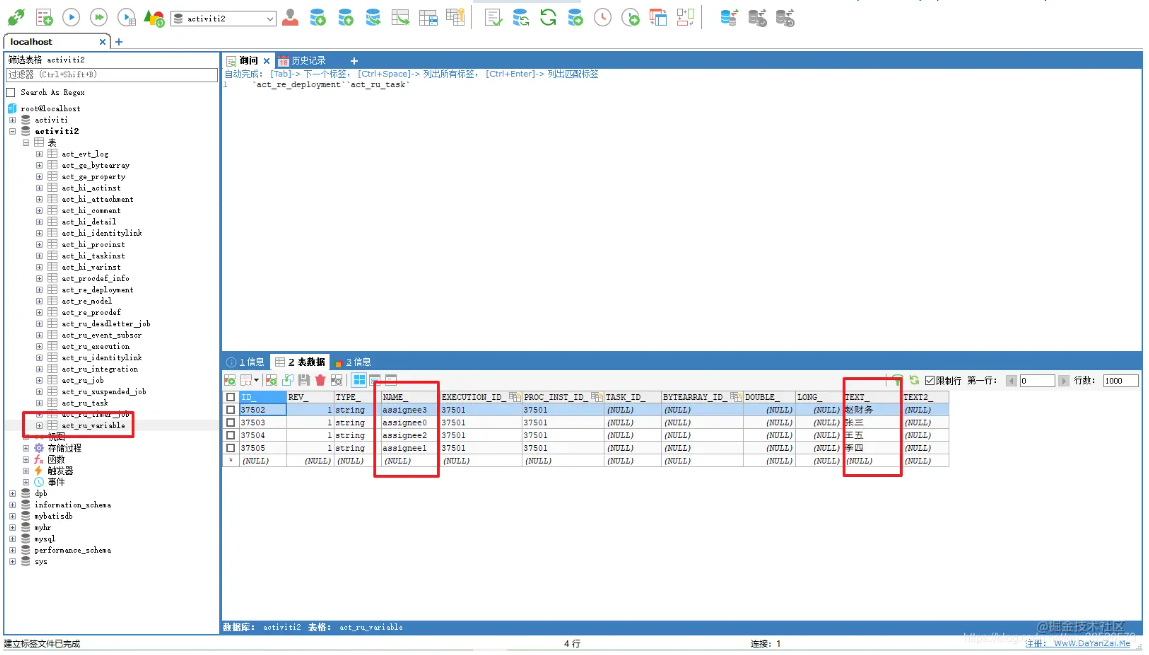 activiti2
localhost
筛选表格 activiti2
过滤器 (Ctrl+Shift+B)
Search As Regex
root@localhost
activiti
activiti2
表
act_evt_log
act_ge_bytearray
act_ge_property
act_hi_actinst
act_hi_attachment
act_hi_comment
act_hi_detail
act_hi_identitylink
act_hi_procinst
act_hi_taskinst
act_hi_varinst
act_procdef_info
act_re_deployment
act_re_model
act_re_procdef
act_ru_deadletter_job
act_ru_event_subscr
act_ru_execution
act_ru_identitylink
act_ru_integration
act_ru_job
act_ru_suspended_job
act_ru_task
act_ru_timer_job
act_ru_variable
视图
存储过程
函数
触发器
事件
dpb
information_schema
mybatisdb
myhr
mysql
performance_schema
sys
询问 历史记录
自动完成: [Tab]-> 下一个标签, [Ctrl+Space]-> 列出所有标签, [Ctrl+Enter]-> 列出匹配标签
1 `act_re_deployment``act_ru_task`
1 信息 2 表数据 3 信息
限制行 第一行: 0 行数: 1000
ID_ REV_ TYPE_ NAME_ EXECUTION_ID_ PROC_INST_ID_ TASK_ID_ BYTEARRAY_ID_ DOUBLE_ LONG_ TEXT_ TEXT2_
37502 1 string assignee3 37501 37501 (NULL) (NULL) (NULL) (NULL) 赵财务 (NULL)
37503 1 string assignee0 37501 37501 (NULL) (NULL) (NULL) (NULL) 张三 (NULL)
37504 1 string assignee2 37501 37501 (NULL) (NULL) (NULL) (NULL) 王五 (NULL)
37505 1 string assignee1 37501 37501 (NULL) (NULL) (NULL) (NULL) 李四 (NULL)
* (NULL) (NULL) (NULL) (NULL) (NULL) (NULL) (NULL) (NULL) (NULL) (NULL) (NULL) (NULL)
数据库: activiti2 表格: act_ru_variable
@掘金技术社区
建立标签文件已完成 4 行 连接: 1 注册: WwW.DaYanZai.Me